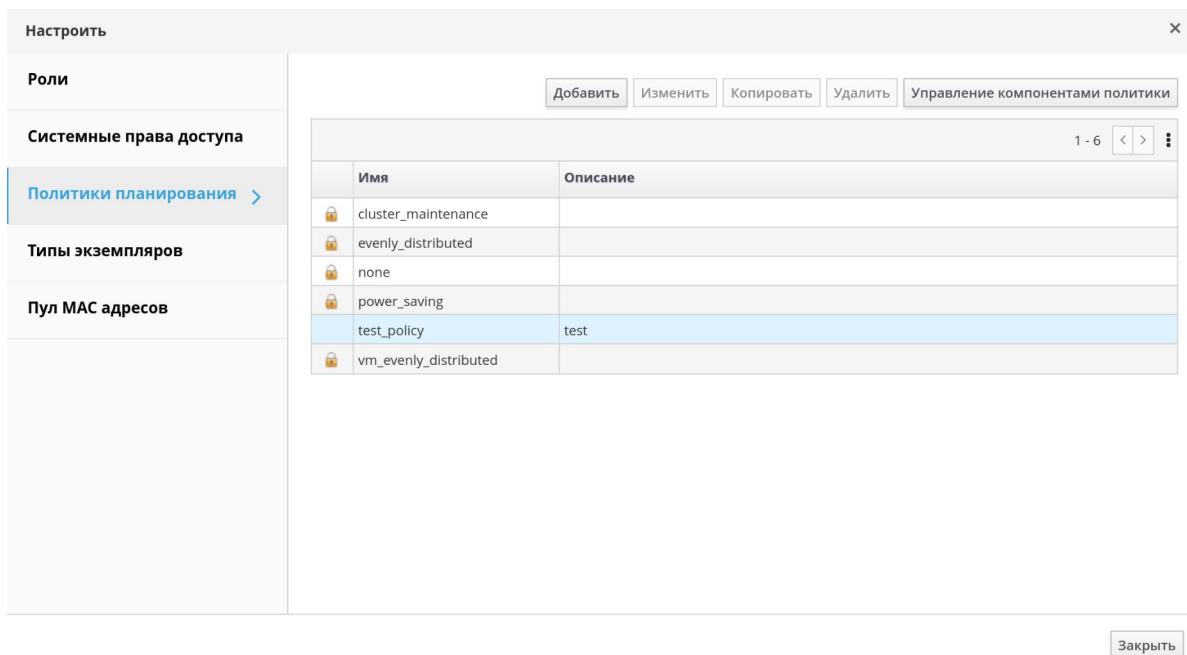 Настроить
Роли
Системные права доступа
Политики планирования
Типы экземпляров
Пул MAC адресов
Добавить Изменить Копировать Удалить Управление компонентами политики
1 - 6
Имя Описание
cluster_maintenance
evenly_distributed
none
power_saving
test_policy test
vm_evenly_distributed
Закрыть